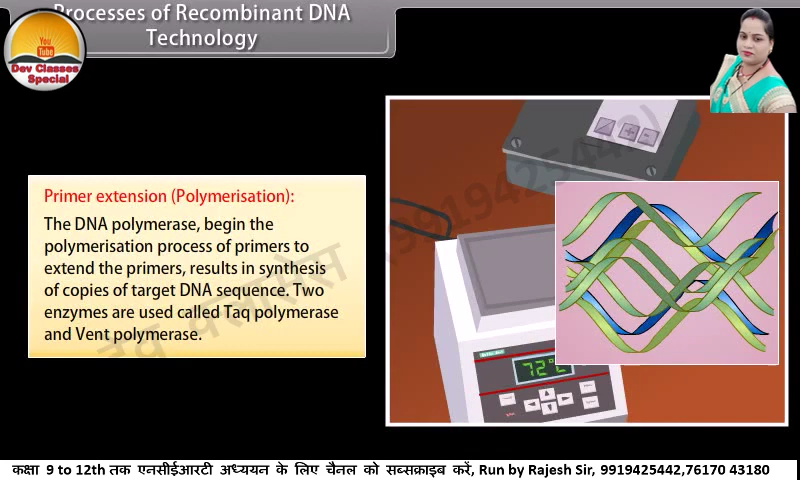 Processes of Recombinant DNA
Technology
You
Tube
Dev Classes
Special
Primer extension (Polymerisation):
The DNA polymerase, begin the
polymerisation process of primers to
extend the primers, results in synthesis
of copies of target DNA sequence. Two
enzymes are used called Taq polymerase
and Vent polymerase.
देव क्लासेस (9919425442)
72°C
कक्षा 9 to 12th तक एनसीईआरटी अध्ययन के लिए चैनल को सब्सक्राइब करें, Run by Rajesh Sir, 9919425442,76170 43180